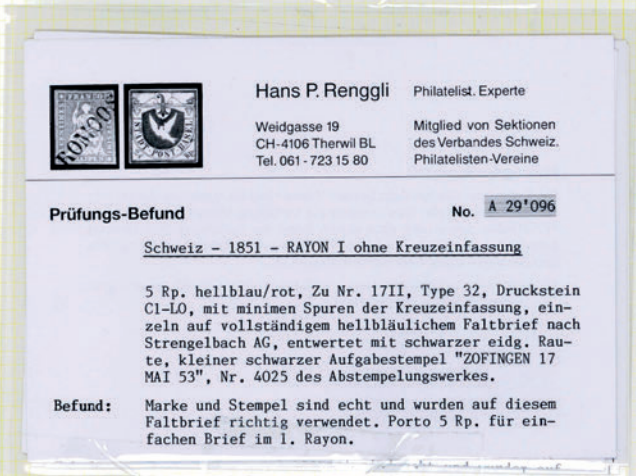 RONGOS
STADT-POST-BASEL
Hans P. Renggli
Philatelist. Experte
Weidgasse 19
CH-4106 Therwil BL
Tel. 061 - 723 15 80
Mitglied von Sektionen
des Verbandes Schweiz.
Philatelisten-Vereine
Prüfungs-Befund
No. A 29'096
Schweiz - 1851 - RAYON I ohne Kreuzeinfassung
5 Rp. hellblau/rot, Zu Nr. 17II, Type 32, Druckstein
C1-LO, mit minimen Spuren der Kreuzeinfassung, ein-
zeln auf vollständigem hellbläulichem Faltbrief nach
Strengelbach AG, entwertet mit schwarzer eidg. Rau-
te, kleiner schwarzer Aufgabestempel "ZOFINGEN 17
MAI 53", Nr. 4025 des Abstempelungswerkes.
Befund: Marke und Stempel sind echt und wurden auf diesem
Faltbrief richtig verwendet. Porto 5 Rp. für ein-
fachen Brief im 1. Rayon.